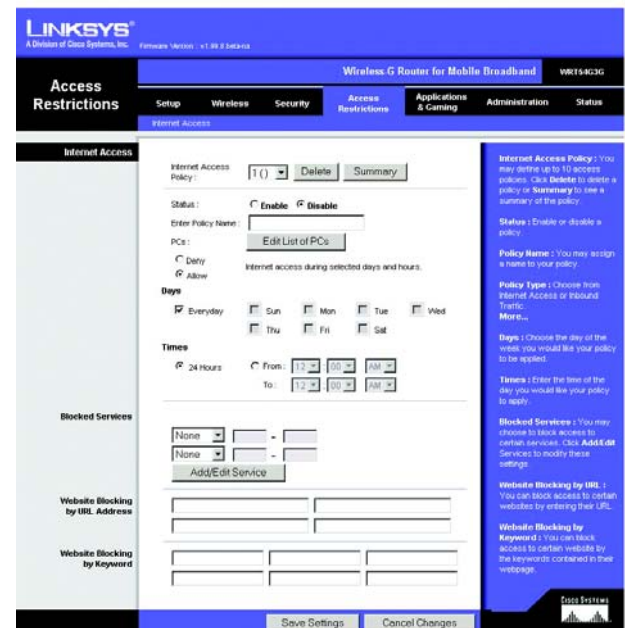 LINKSYS®
A Division of Cisco Systems, Inc.
Firmware Version :
Wireless-G Router for Mobile Broadband
WRT54G3G
Access Restrictions
Setup
Wireless
Security
Access Restrictions
Applications & Gaming
Administration
Status
Internet Access
Internet Access
Internet Access Policy :
1 ()
Delete
Summary
Status :
Enable
Disable
Enter Policy Name :
PCs :
Edit List of PCs
Deny
Allow
Internet access during selected days and hours.
Days
Everyday
Sun
Mon
Tue
Wed
Thu
Fri
Sat
Times
24 Hours
From :
12
:
00
AM
To :
12
:
00
AM
Blocked Services
None
-
None
-
Add/Edit Service
Website Blocking
by URL Address
Website Blocking
by Keyword
Save Settings
Cancel Changes
Internet Access Policy : You
may define up to 10 access
policies. Click Delete to delete a
policy or Summary to see a
summary of the policy.
Status : Enable or disable a
policy.
Policy Name : You may assign
a name to your policy.
Policy Type : Choose from
Internet Access or Inbound
Traffic.
More...
Days : Choose the day of the
week you would like your policy
to be applied.
Times : Enter the time of the
day you would like your policy
to apply.
Blocked Services : You may
choose to block access to
certain services. Click Add/Edit
Services to modify these
settings.
Website Blocking by URL :
You can block access to certain
websites by entering their URL.
Website Blocking by
Keyword : You can block
access to certain website by
the keywords contained in their
webpage.
CISCO SYSTEMS